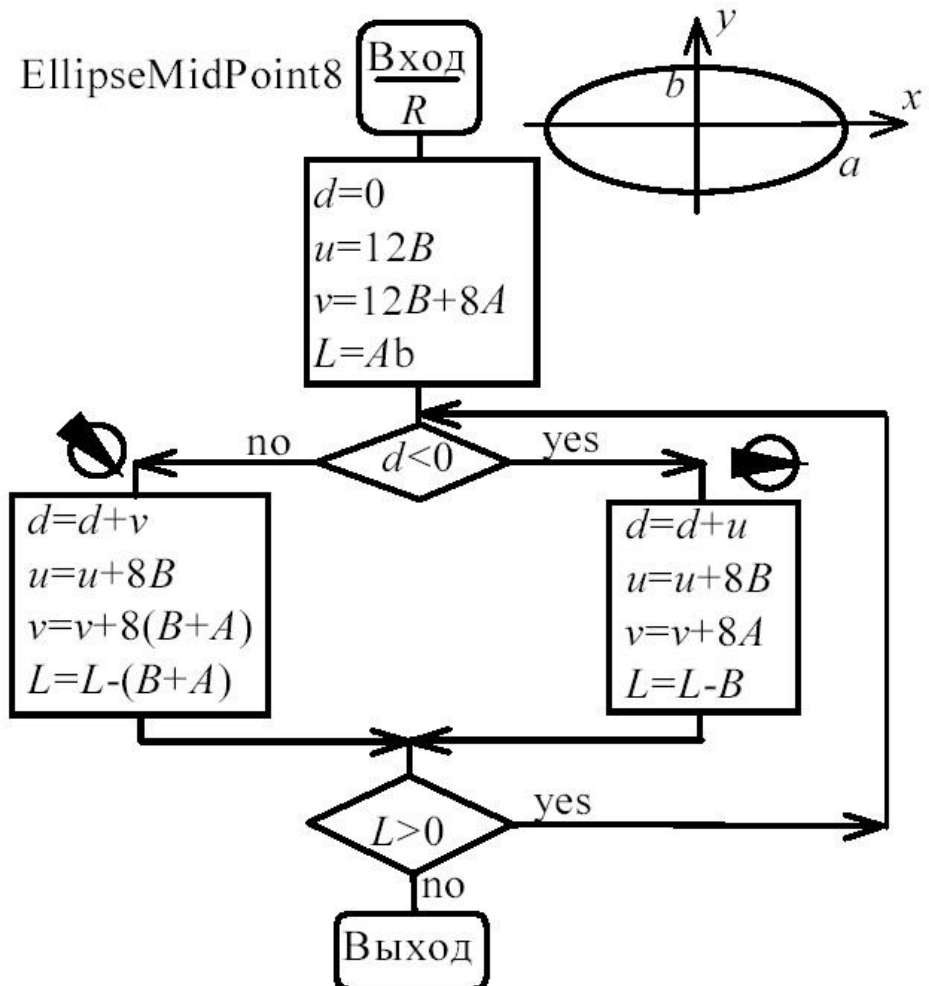 EllipseMidPoint8
Вход
R
y
b
x
a
d=0
u=12B
v=12B+8A
L=Ab
no
d<0
yes
d=d+v
u=u+8B
v=v+8(B+A)
L=L-(B+A)
d=d+u
u=u+8B
v=v+8A
L=L-B
L>0
yes
no
Выход